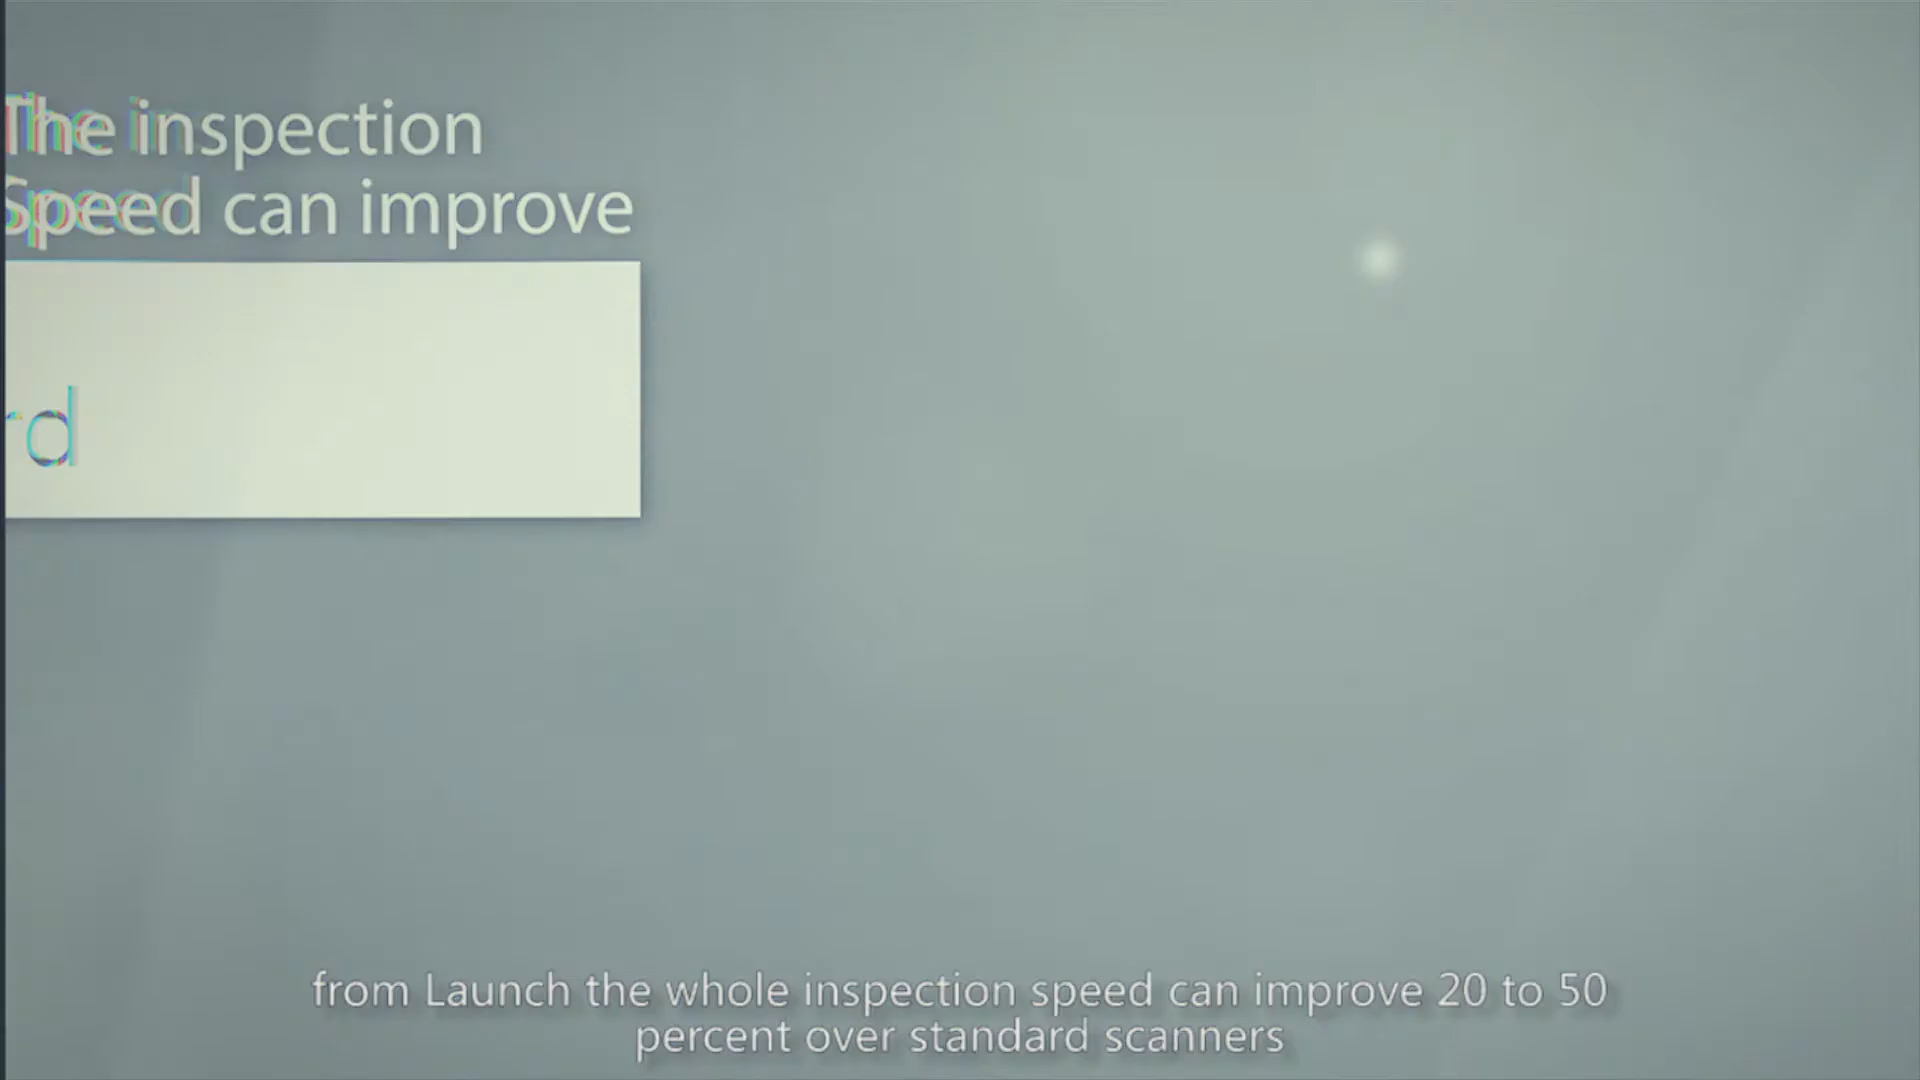 The inspection
Speed can improve
rd
from Launch the whole inspection speed can improve 20 to 50
percent over standard scanners